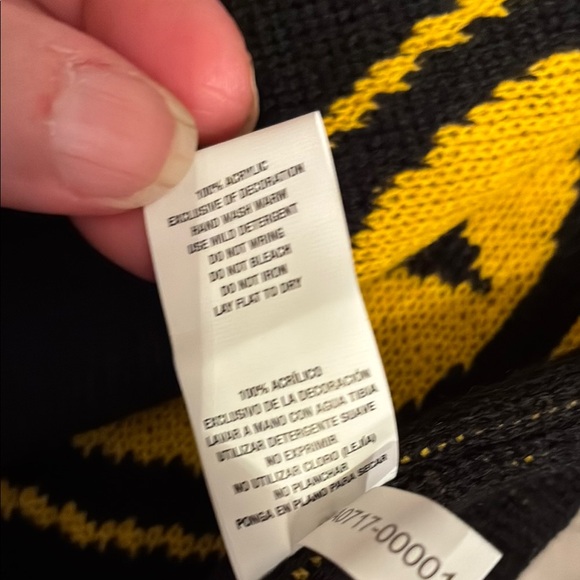 100% ACRYLIC
EXCLUSIVE OF DECORATION
HAND WASH WARM
USE MILD DETERGENT
DO NOT WRING
DO NOT BLEACH
DO NOT IRON
LAY FLAT TO DRY
100% ACRÍLICO
EXCLUSIVO DE LA DECORACIÓN
LAVAR A MANO CON AGUA TIBIA
UTILIZAR DETERGENTE SUAVE
NO EXPRIMIR
NO UTILIZAR CLORO (LEJÍA)
NO PLANCHAR
PONGA EN PLANO PARA SECAR
40717-00001